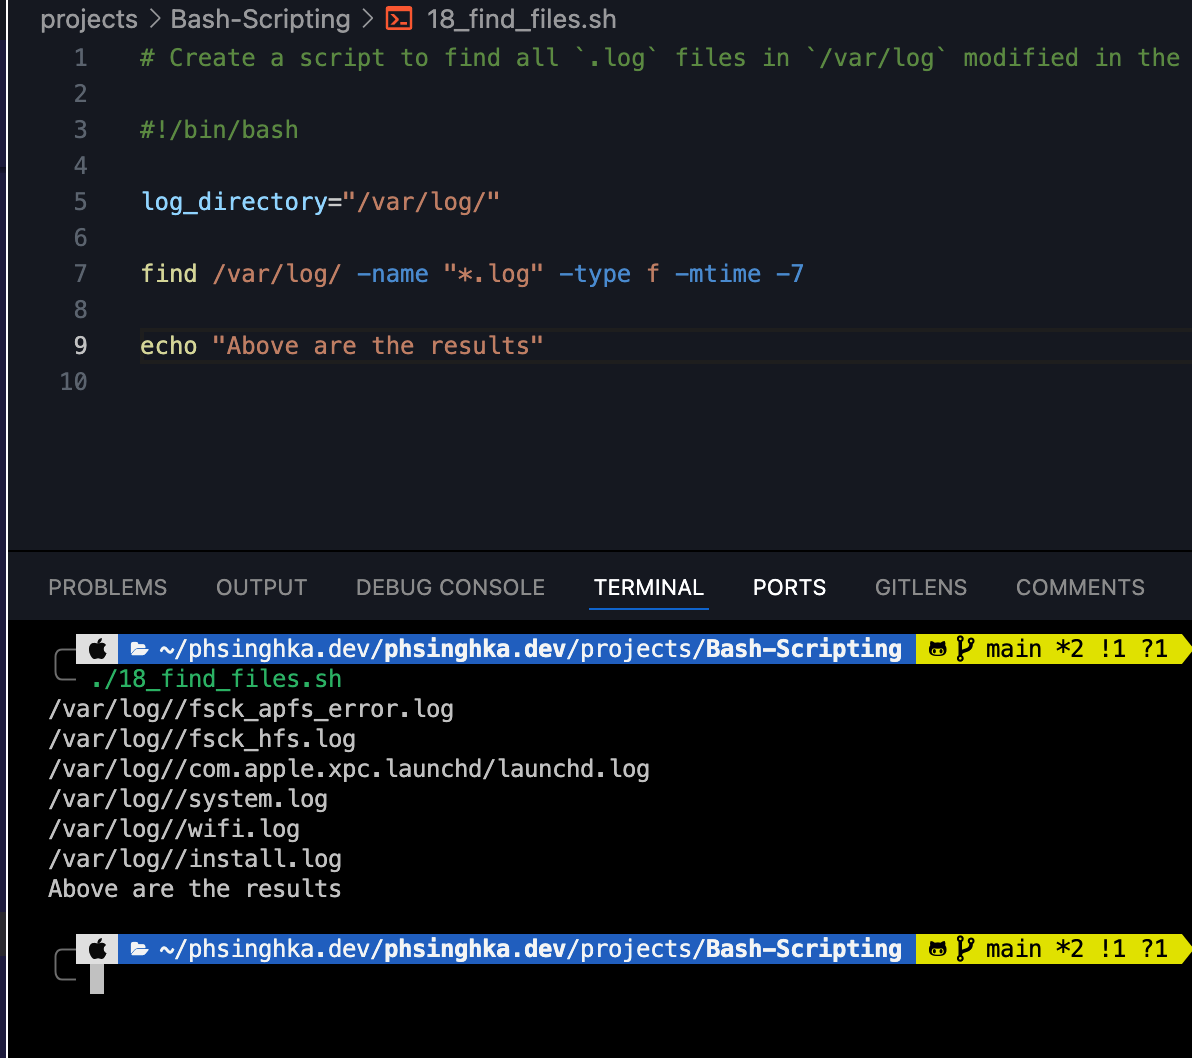 projects > Bash-Scripting > 18_find_files.sh
1 # Create a script to find all `.log` files in `/var/log` modified in the
2
3 #!/bin/bash
4
5 log_directory="/var/log/"
6
7 find /var/log/ -name "*.log" -type f -mtime -7
8
9 echo "Above are the results"
10
PROBLEMS OUTPUT DEBUG CONSOLE TERMINAL PORTS GITLENS COMMENTS
~/phsinghka.dev/phsinghka.dev/projects/Bash-Scripting main *2 !1 ?1
./18_find_files.sh
/var/log//fsck_apfs_error.log
/var/log//fsck_hfs.log
/var/log//com.apple.xpc.launchd/launchd.log
/var/log//system.log
/var/log//wifi.log
/var/log//install.log
Above are the results
~/phsinghka.dev/phsinghka.dev/projects/Bash-Scripting main *2 !1 ?1